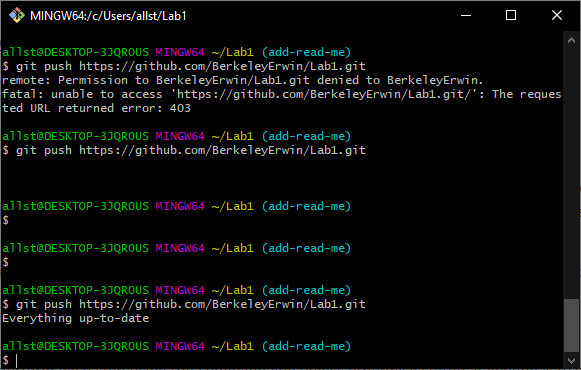 MINGW64:/c/Users/allst/Lab1
allst@DESKTOP-3JQROUS MINGW64 ~/Lab1 (add-read-me)
$ git push https://github.com/BerkeleyErwin/Lab1.git
remote: Permission to BerkeleyErwin/Lab1.git denied to BerkeleyErwin.
fatal: unable to access 'https://github.com/BerkeleyErwin/Lab1.git/': The reques
ted URL returned error: 403
allst@DESKTOP-3JQROUS MINGW64 ~/Lab1 (add-read-me)
$ git push https://github.com/BerkeleyErwin/Lab1.git
allst@DESKTOP-3JQROUS MINGW64 ~/Lab1 (add-read-me)
$
allst@DESKTOP-3JQROUS MINGW64 ~/Lab1 (add-read-me)
$
allst@DESKTOP-3JQROUS MINGW64 ~/Lab1 (add-read-me)
$ git push https://github.com/BerkeleyErwin/Lab1.git
Everything up-to-date
allst@DESKTOP-3JQROUS MINGW64 ~/Lab1 (add-read-me)
$